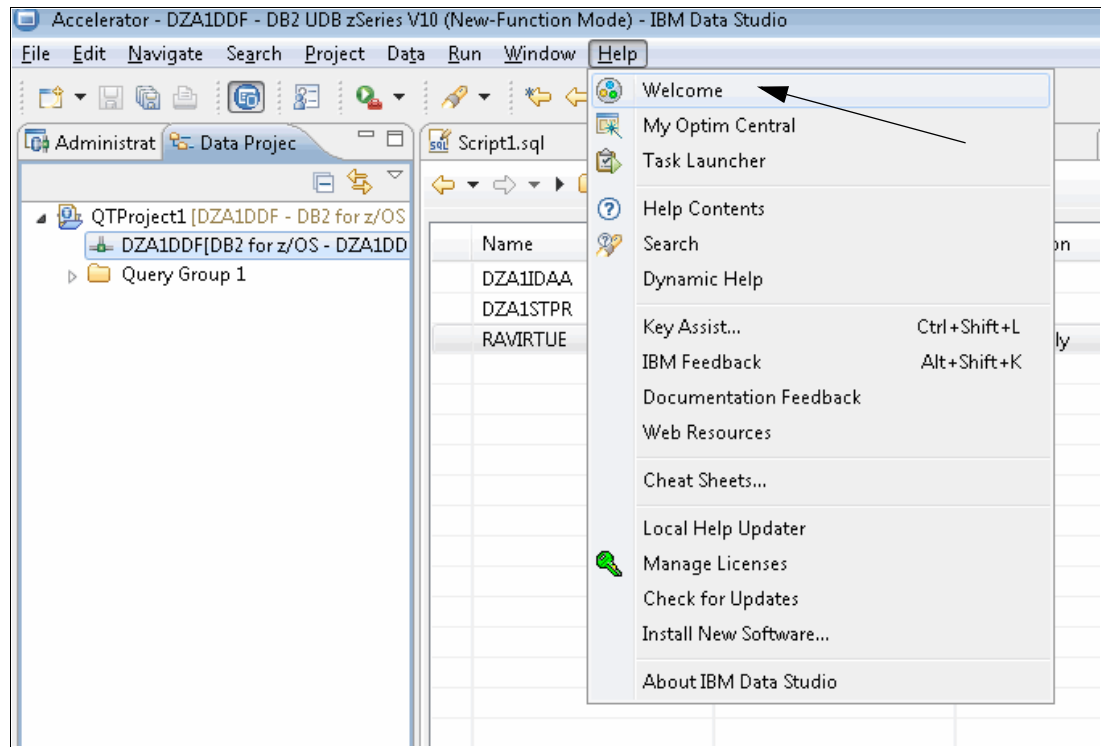 Accelerator - DZA1DDF - DB2 UDB zSeries V10 (New-Function Mode) - IBM Data Studio
File Edit Navigate Search Project Data Run Window Help
Administrat Data Projec
Script1.sql
QTProject1 [DZA1DDF - DB2 for z/OS
DZA1DDF[DB2 for z/OS - DZA1DD
Query Group 1
Name
DZA1IDAA
DZA1STPR
RAVIRTUE
Welcome
My Optim Central
Task Launcher
Help Contents
Search
Dynamic Help
Key Assist... Ctrl+Shift+L
IBM Feedback Alt+Shift+K
Documentation Feedback
Web Resources
Cheat Sheets...
Local Help Updater
Manage Licenses
Check for Updates
Install New Software...
About IBM Data Studio
on
ly